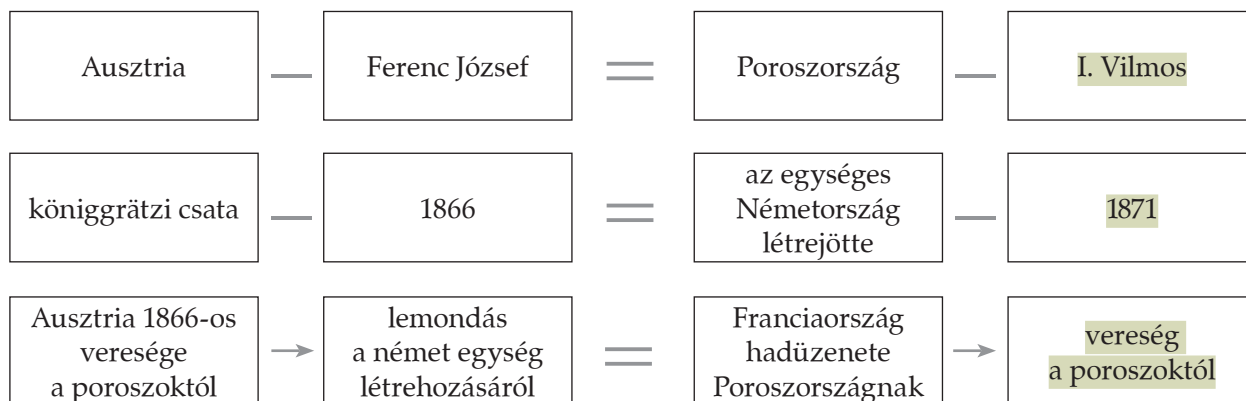 Ausztria
Ferenc József
Poroszország
I. Vilmos
königgrätzi csata
1866
az egységes
Németország
létrejötte
1871
Ausztria 1866-os
veresége
a poroszoktól
lemondás
a német egység
létrehozásáról
Franciaország
hadüzenete
Poroszországnak
vereség
a poroszoktól